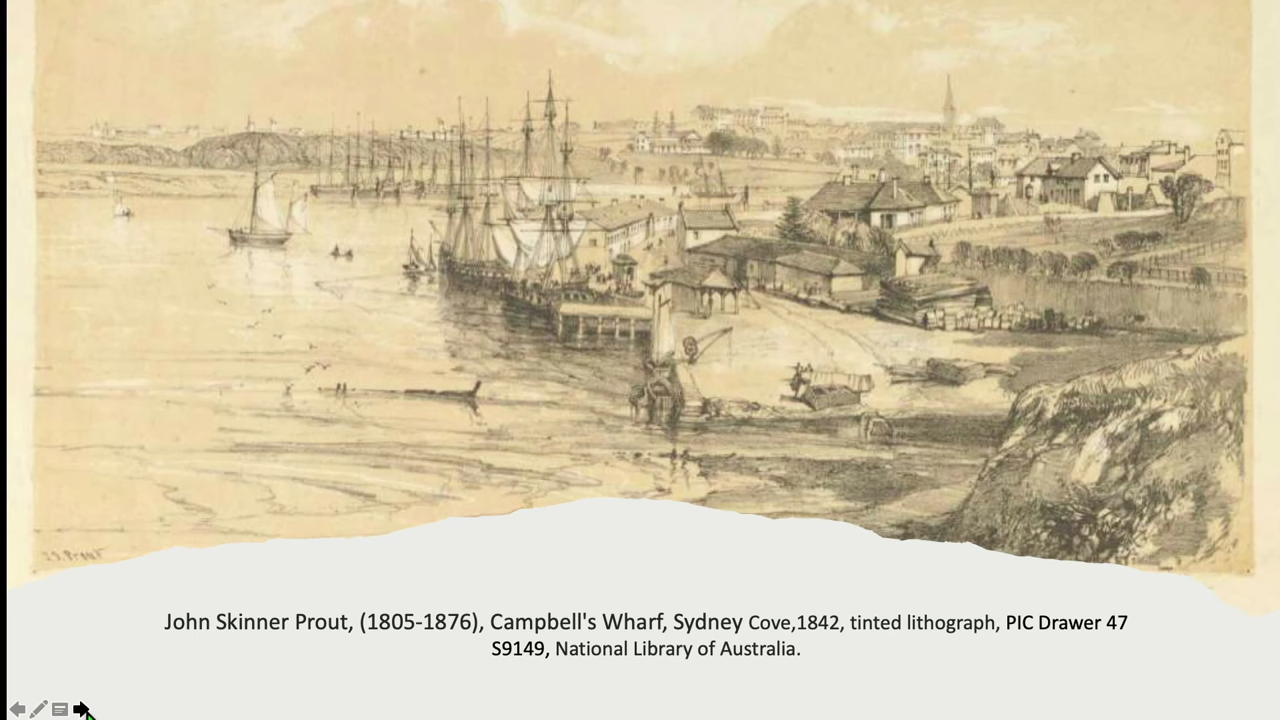 J.S.Prout
John Skinner Prout, (1805-1876), Campbell's Wharf, Sydney Cove,1842, tinted lithograph, PIC Drawer 47
S9149, National Library of Australia.